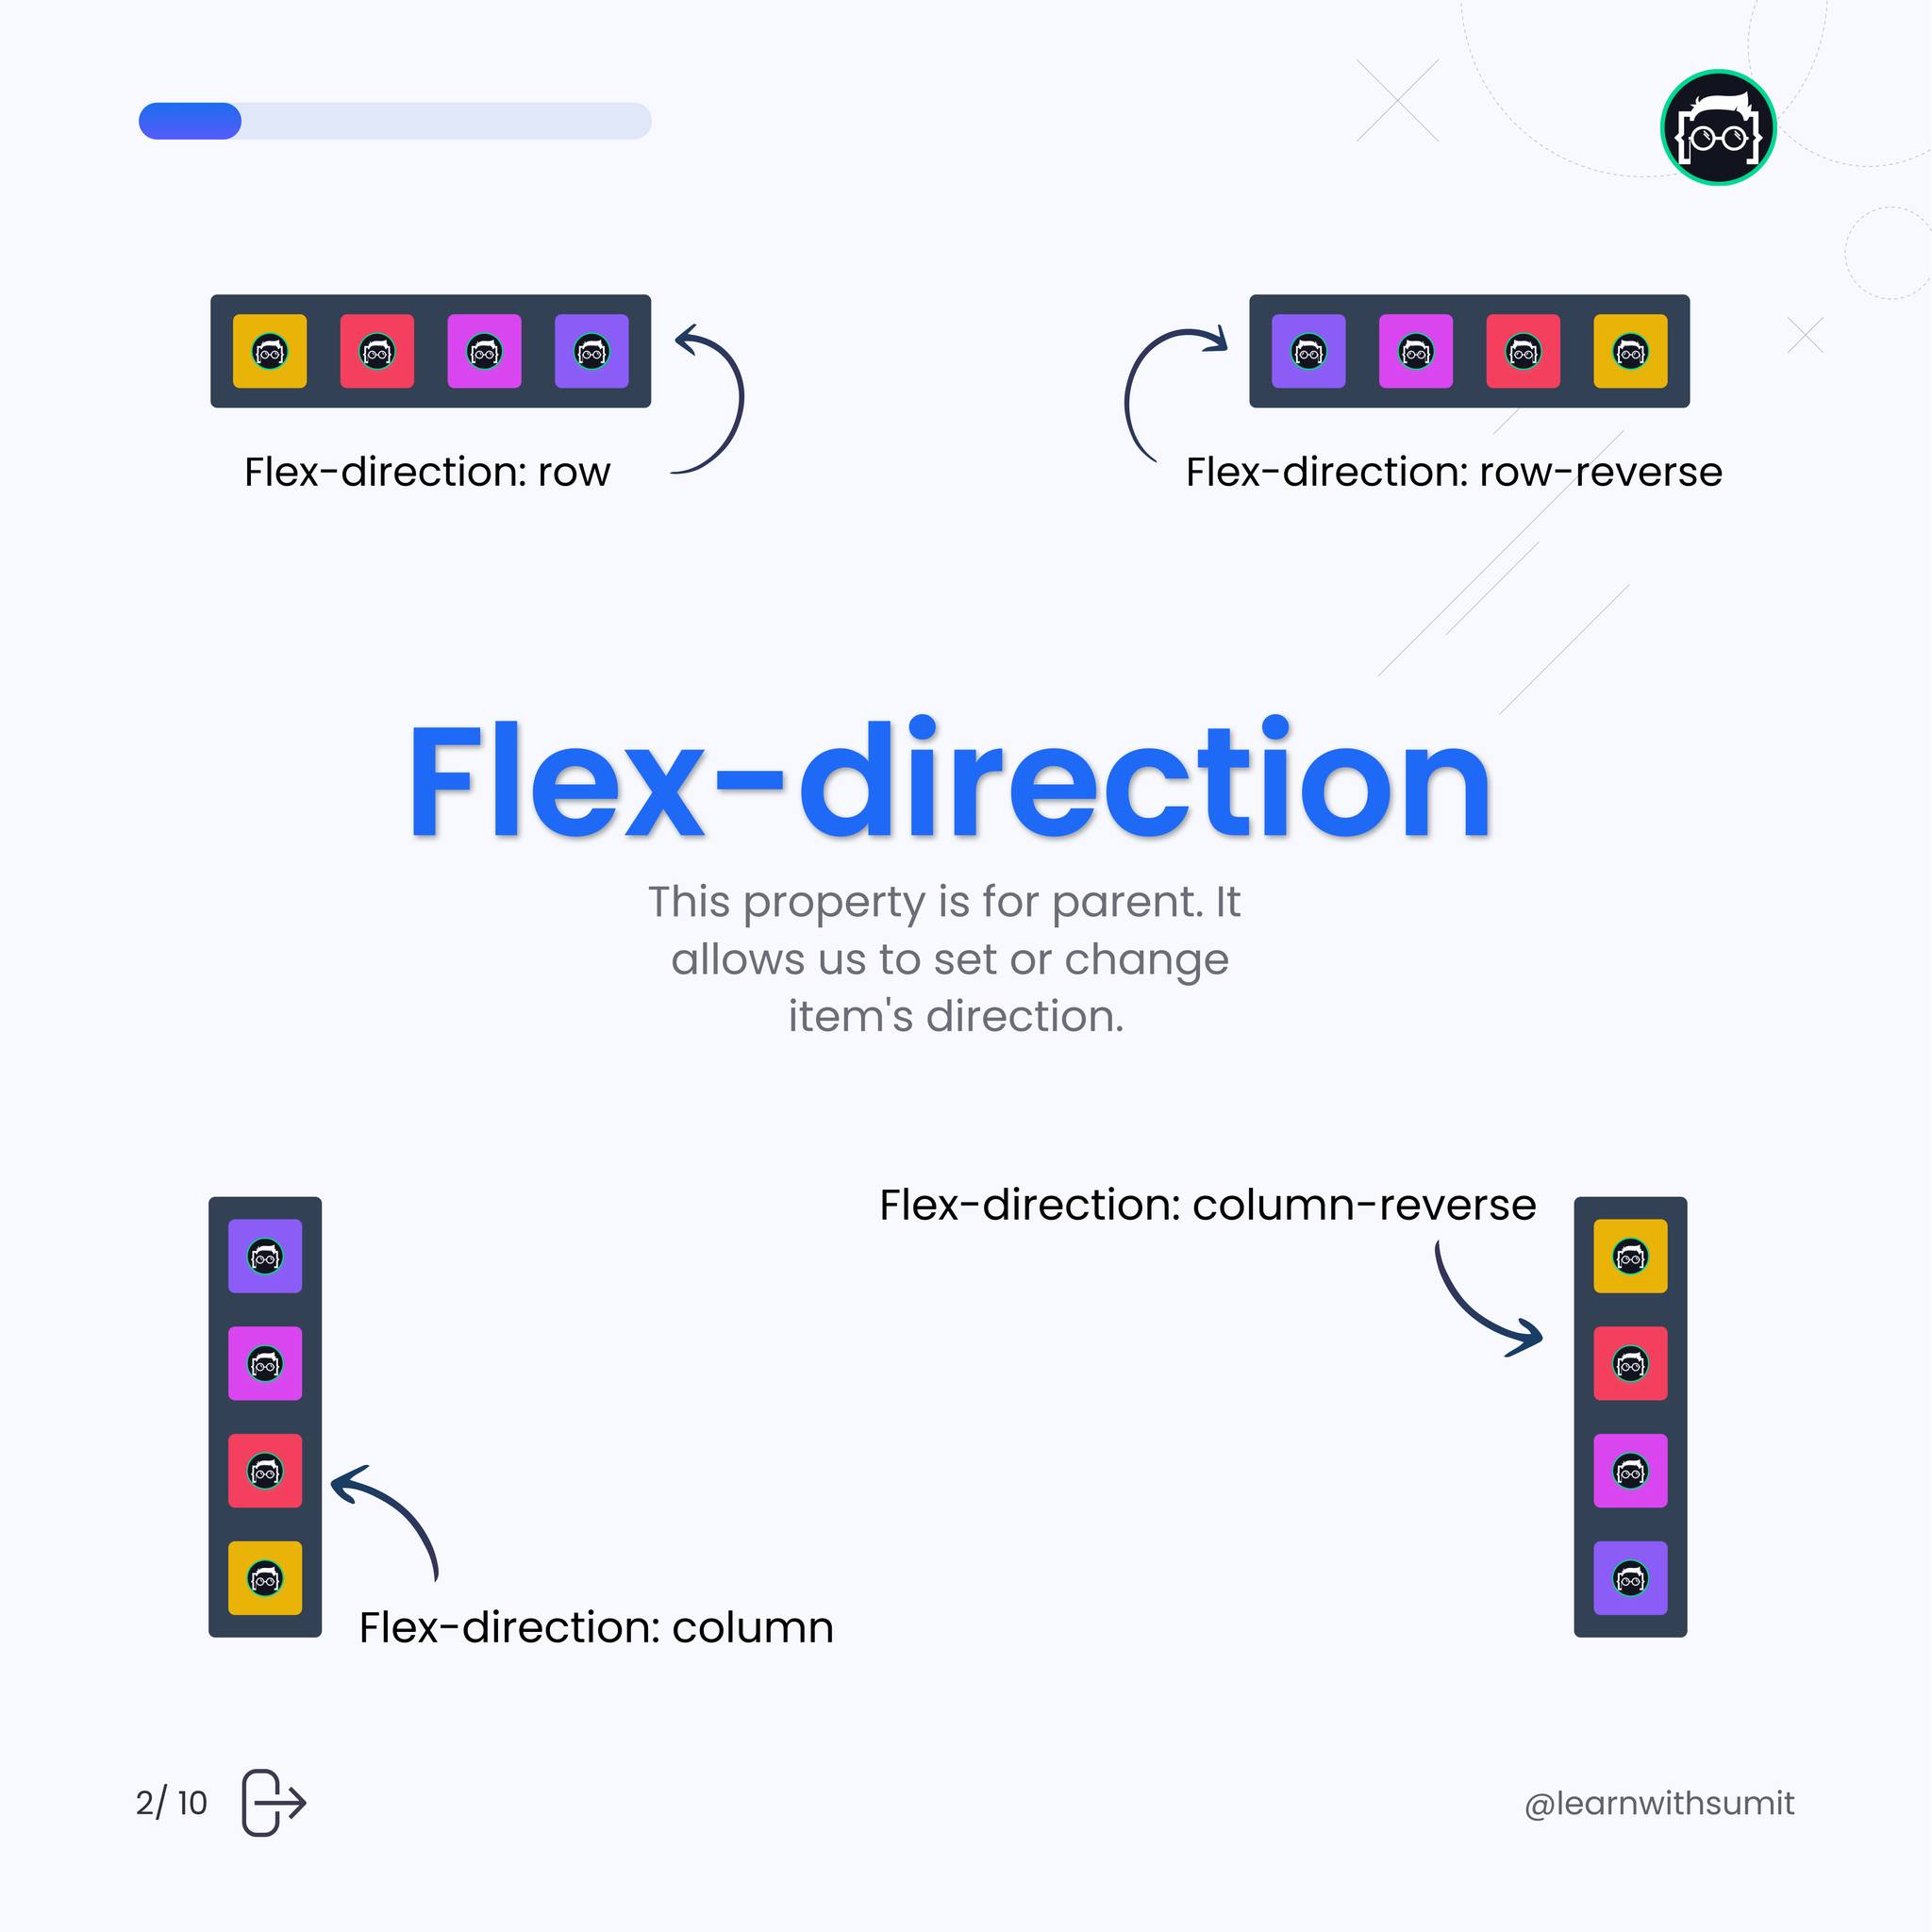 Flex-direction: row
Flex-direction: row-reverse
Flex-direction
This property is for parent. It
allows us to set or change
item's direction.
Flex-direction: column-reverse
Flex-direction: column
2/ 10
@learnwithsumit